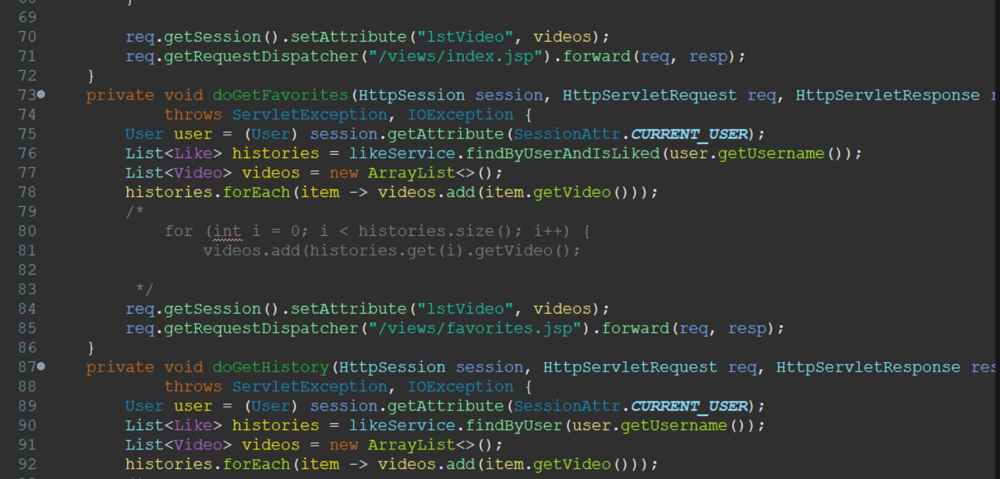 69
70 req.getSession().setAttribute("lstVideo", videos);
71 req.getRequestDispatcher("/views/index.jsp").forward(req, resp);
72 }
73 private void doGetFavorites(HttpSession session, HttpServletRequest req, HttpServletResponse r
74 throws ServletException, IOException {
75 User user = (User) session.getAttribute(SessionAttr.CURRENT_USER);
76 List<Like> histories = likeService.findByUserAndIsLiked(user.getUsername());
77 List<Video> videos = new ArrayList<>();
78 histories.forEach(item -> videos.add(item.getVideo()));
79 /*
80 for (int i = 0; i < histories.size(); i++) {
81 videos.add(histories.get(i).getVideo();
82
83 */
84 req.getSession().setAttribute("lstVideo", videos);
85 req.getRequestDispatcher("/views/favorites.jsp").forward(req, resp);
86 }
87 private void doGetHistory(HttpSession session, HttpServletRequest req, HttpServletResponse res
88 throws ServletException, IOException {
89 User user = (User) session.getAttribute(SessionAttr.CURRENT_USER);
90 List<Like> histories = likeService.findByUser(user.getUsername());
91 List<Video> videos = new ArrayList<>();
92 histories.forEach(item -> videos.add(item.getVideo()));